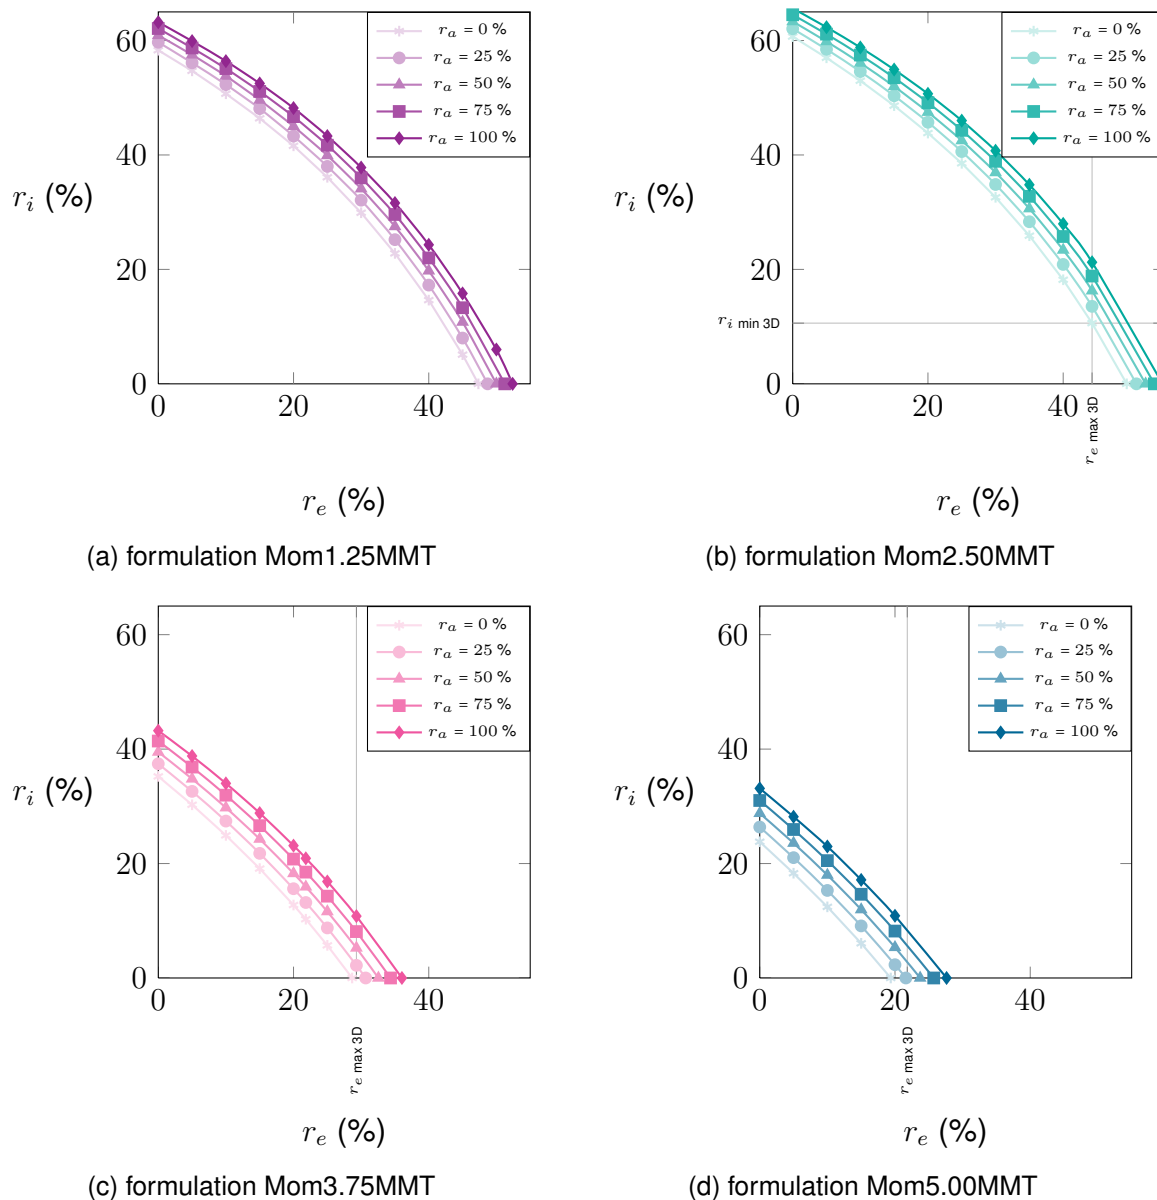 60
40
20
0
0
20
40
r_i (%)
r_e (%)
r_a = 0 %
r_a = 25 %
r_a = 50 %
r_a = 75 %
r_a = 100 %
(a) formulation Mom1.25MMT
60
40
20
0
0
20
40
r_i (%)
r_i min 3D
r_e max 3D
r_e (%)
r_a = 0 %
r_a = 25 %
r_a = 50 %
r_a = 75 %
r_a = 100 %
(b) formulation Mom2.50MMT
60
40
20
0
0
20
40
r_i (%)
r_e max 3D
r_e (%)
r_a = 0 %
r_a = 25 %
r_a = 50 %
r_a = 75 %
r_a = 100 %
(c) formulation Mom3.75MMT
60
40
20
0
0
20
40
r_i (%)
r_e max 3D
r_e (%)
r_a = 0 %
r_a = 25 %
r_a = 50 %
r_a = 75 %
r_a = 100 %
(d) formulation Mom5.00MMT